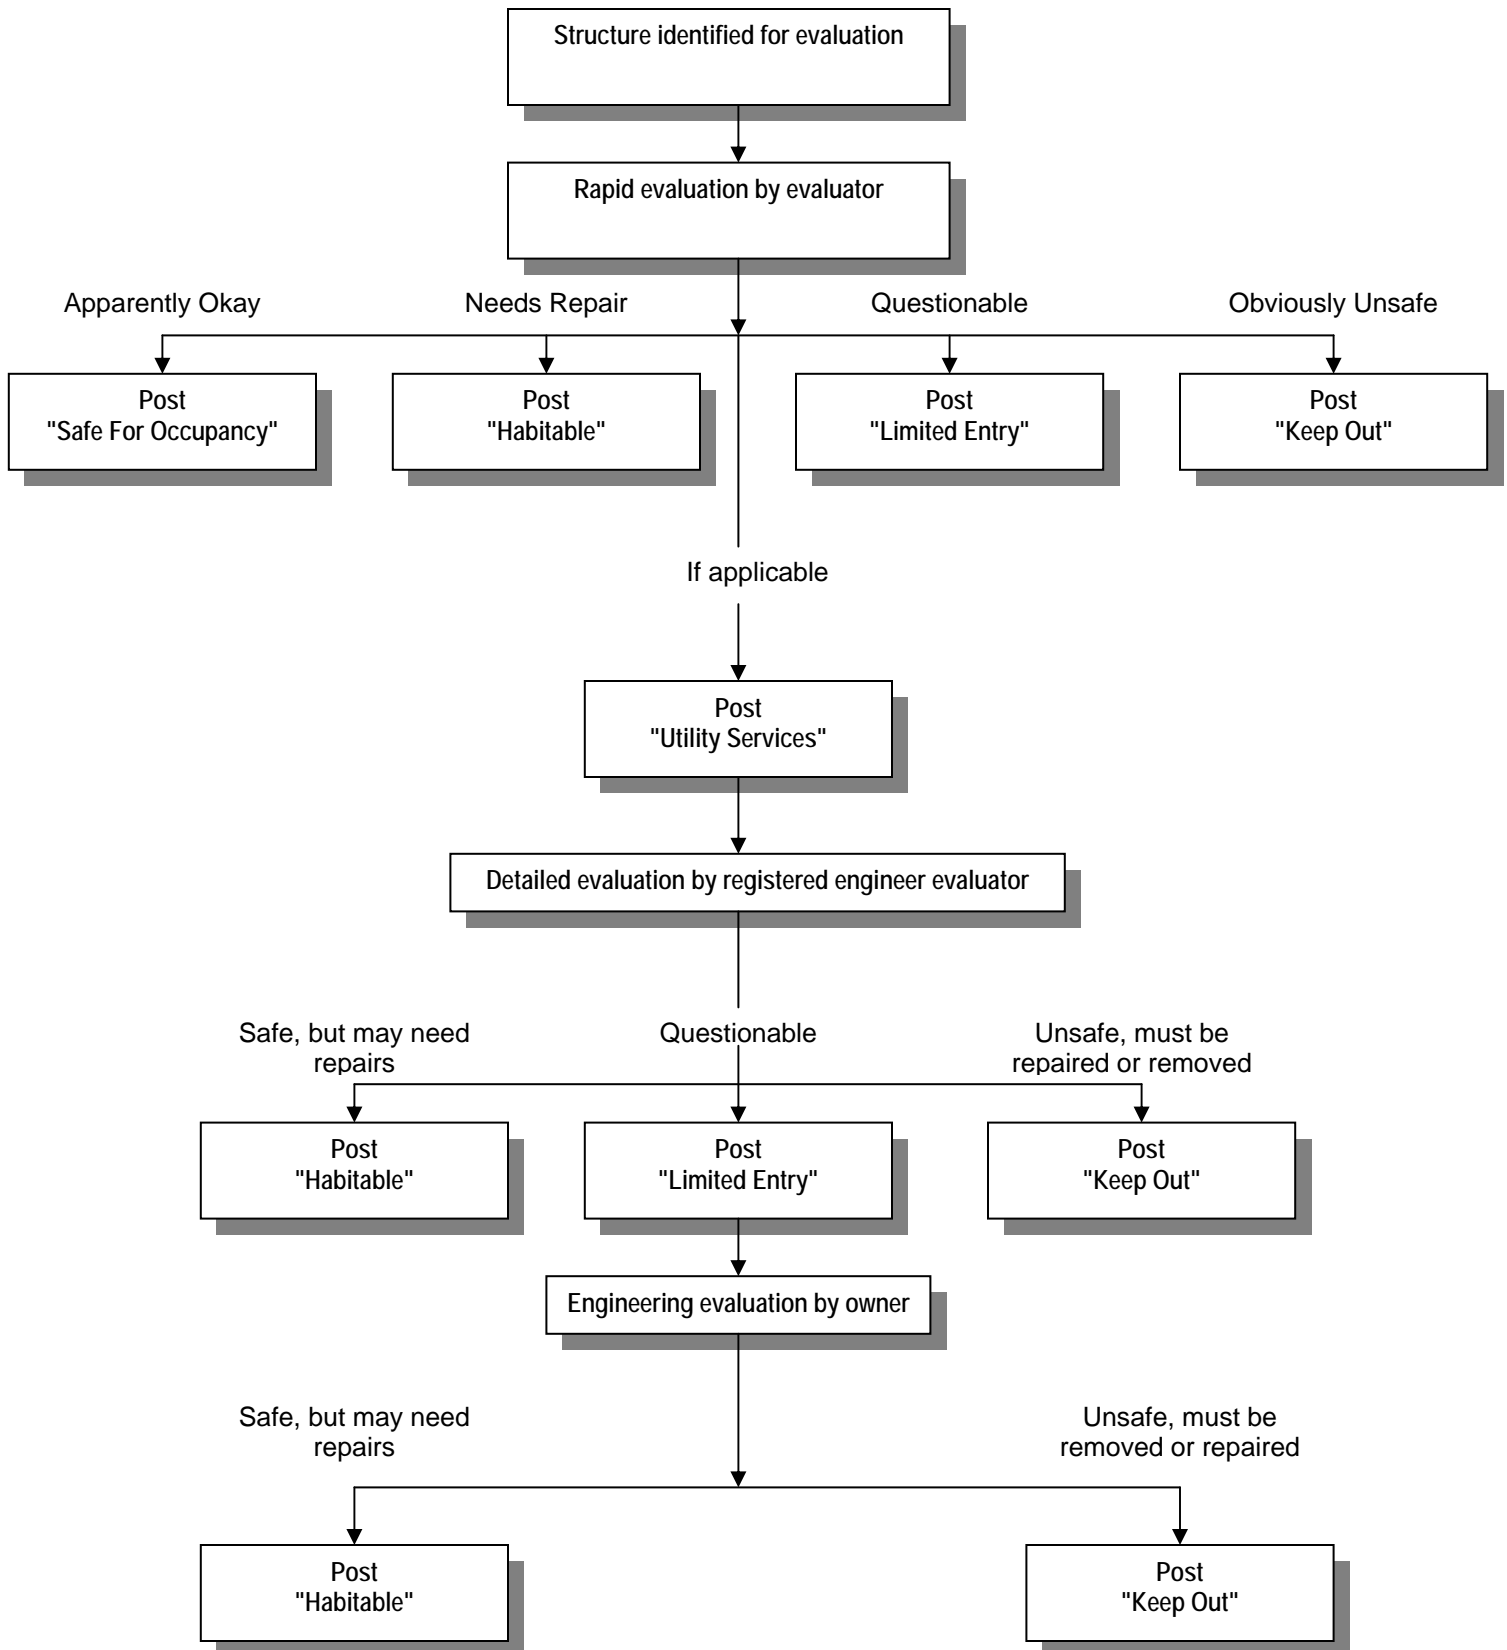 Structure identified for evaluation
Rapid evaluation by evaluator
Apparently Okay
Needs Repair
Questionable
Obviously Unsafe
Post
"Safe For Occupancy"
Post
"Habitable"
Post
"Limited Entry"
Post
"Keep Out"
If applicable
Post
"Utility Services"
Detailed evaluation by registered engineer evaluator
Safe, but may need
repairs
Questionable
Unsafe, must be
repaired or removed
Post
"Habitable"
Post
"Limited Entry"
Post
"Keep Out"
Engineering evaluation by owner
Safe, but may need
repairs
Unsafe, must be
removed or repaired
Post
"Habitable"
Post
"Keep Out"